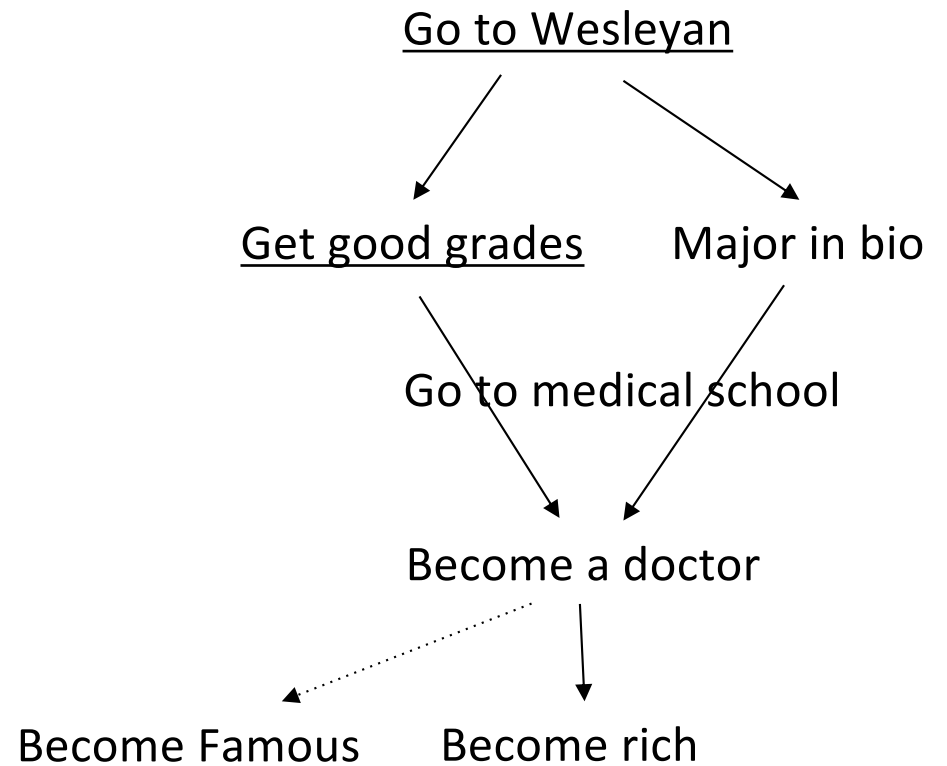 Go to Wesleyan
Get good grades
Major in bio
Go to medical school
Become a doctor
Become Famous
Become rich